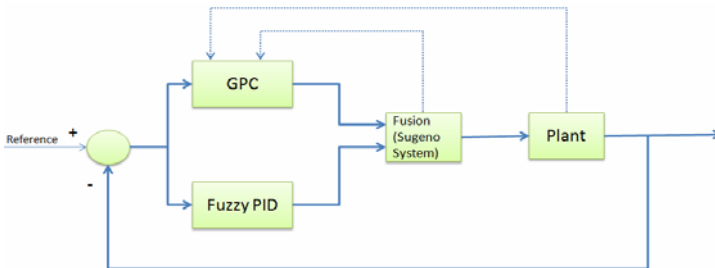 GPC
Reference
+
-
Fusion
(Sugeno
System)
Plant
Fuzzy PID